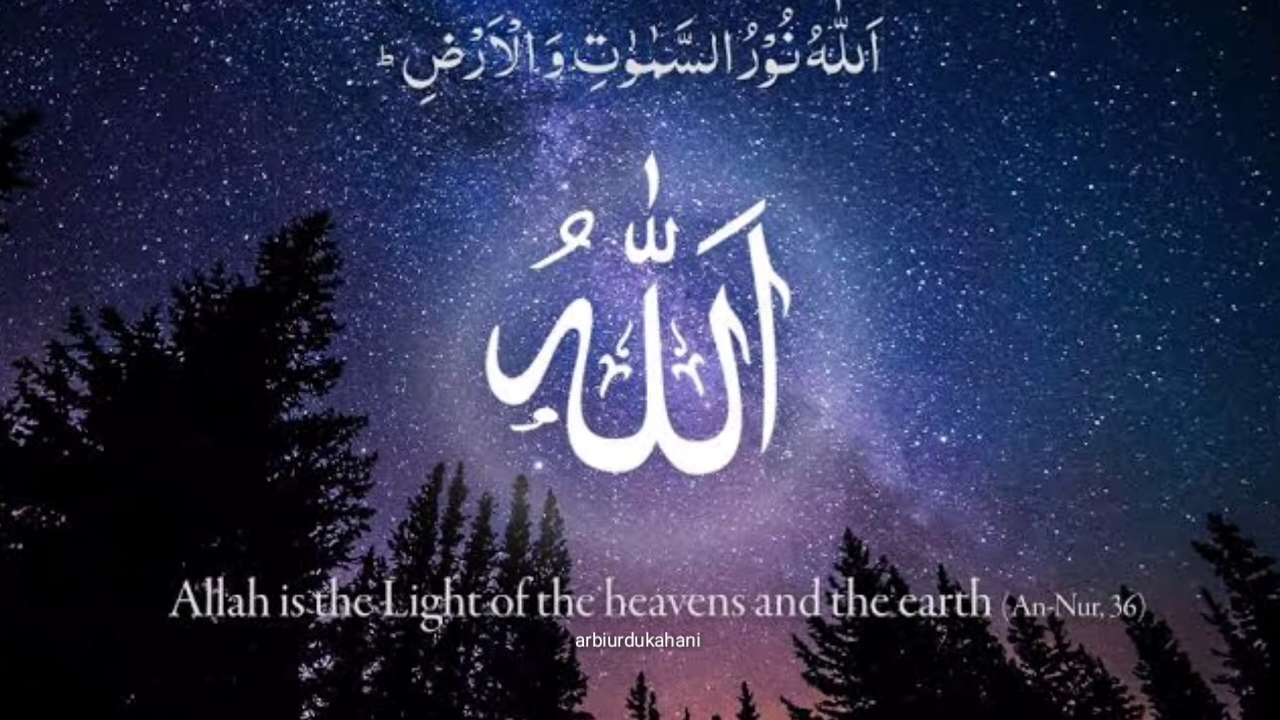 اَللّٰهُ نُوْرُ السَّمٰوٰتِ وَالْاَرْضِ ؕ
اللّٰه
Allah is the Light of the heavens and the earth (An-Nur, 36)
arbiurdukahani